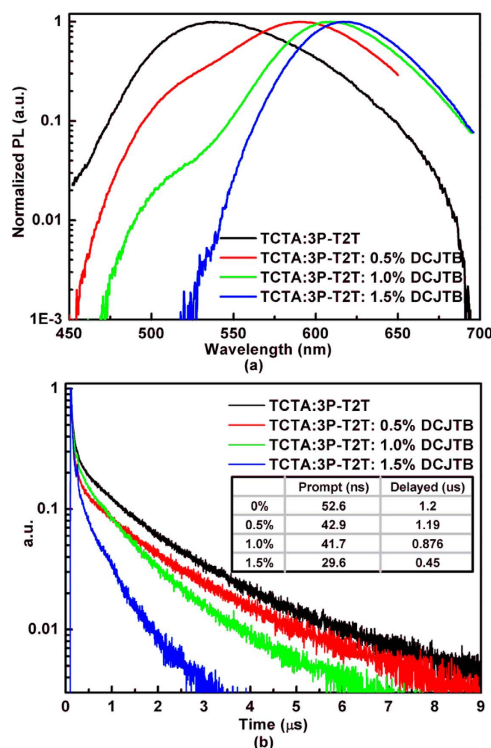 Normalized PL (a.u.)
1
0.1
0.01
1E-3
TCTA:3P-T2T
TCTA:3P-T2T: 0.5% DCJTB
TCTA:3P-T2T: 1.0% DCJTB
TCTA:3P-T2T: 1.5% DCJTB
450 500 550 600 650 700
Wavelength (nm)
(a)
a.u.
1
0.1
0.01
TCTA:3P-T2T
TCTA:3P-T2T: 0.5% DCJTB
TCTA:3P-T2T: 1.0% DCJTB
TCTA:3P-T2T: 1.5% DCJTB
Prompt (ns) Delayed (us)
0% 52.6 1.2
0.5% 42.9 1.19
1.0% 41.7 0.876
1.5% 29.6 0.45
0 1 2 3 4 5 6 7 8 9
Time (μs)
(b)